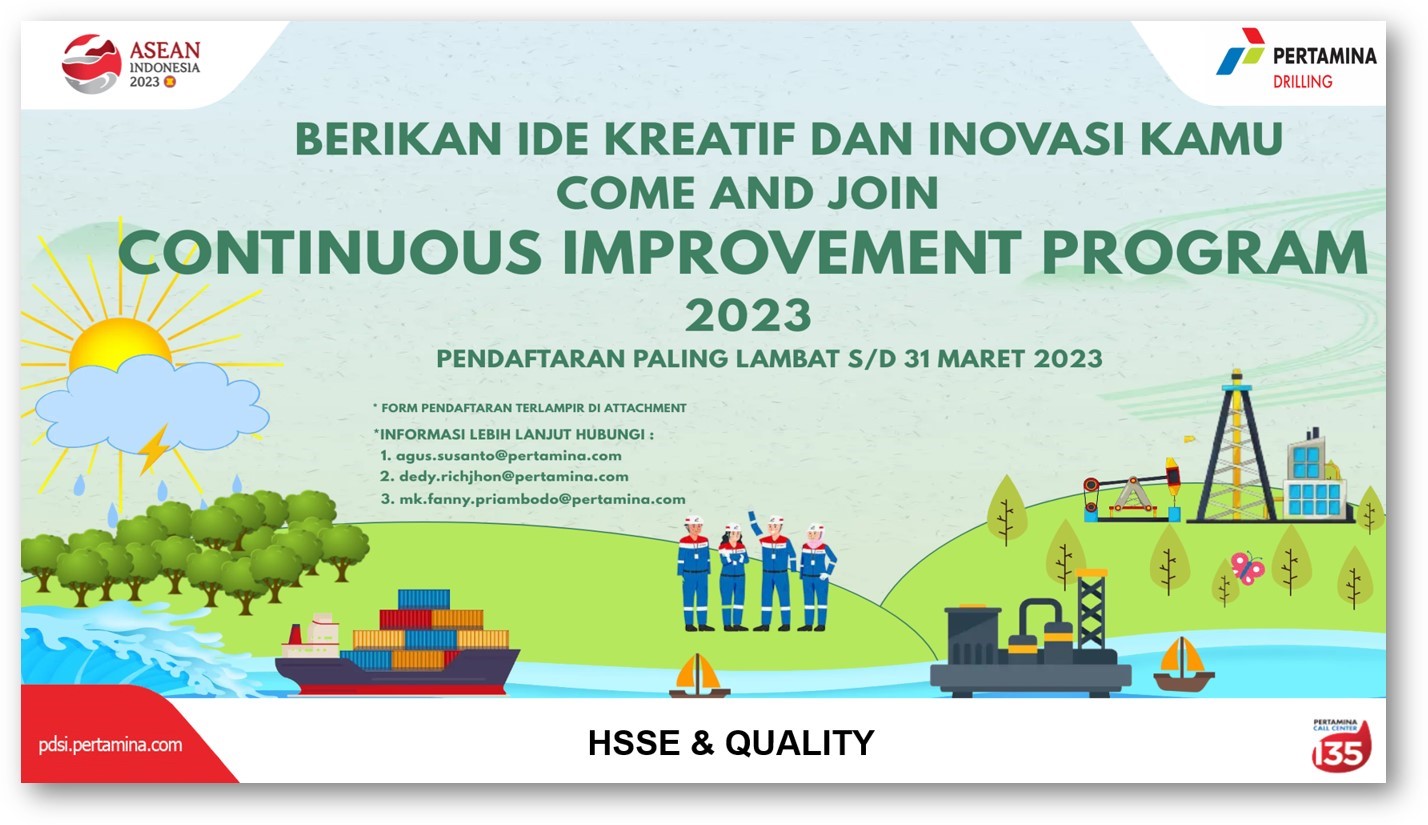 ASEAN
INDONESIA
2023
PERTAMINA
DRILLING
BERIKAN IDE KREATIF DAN INOVASI KAMU
COME AND JOIN
CONTINUOUS IMPROVEMENT PROGRAM
2023
PENDAFTARAN PALING LAMBAT S/D 31 MARET 2023
* FORM PENDAFTARAN TERLAMPIR DI ATTACHMENT
*INFORMASI LEBIH LANJUT HUBUNGI :
1. agus.susanto@pertamina.com
2. dedy.richjhon@pertamina.com
3. mk.fanny.priambodo@pertamina.com
pdsi.pertamina.com
HSSE & QUALITY
PERTAMINA
CALL CENTER
135